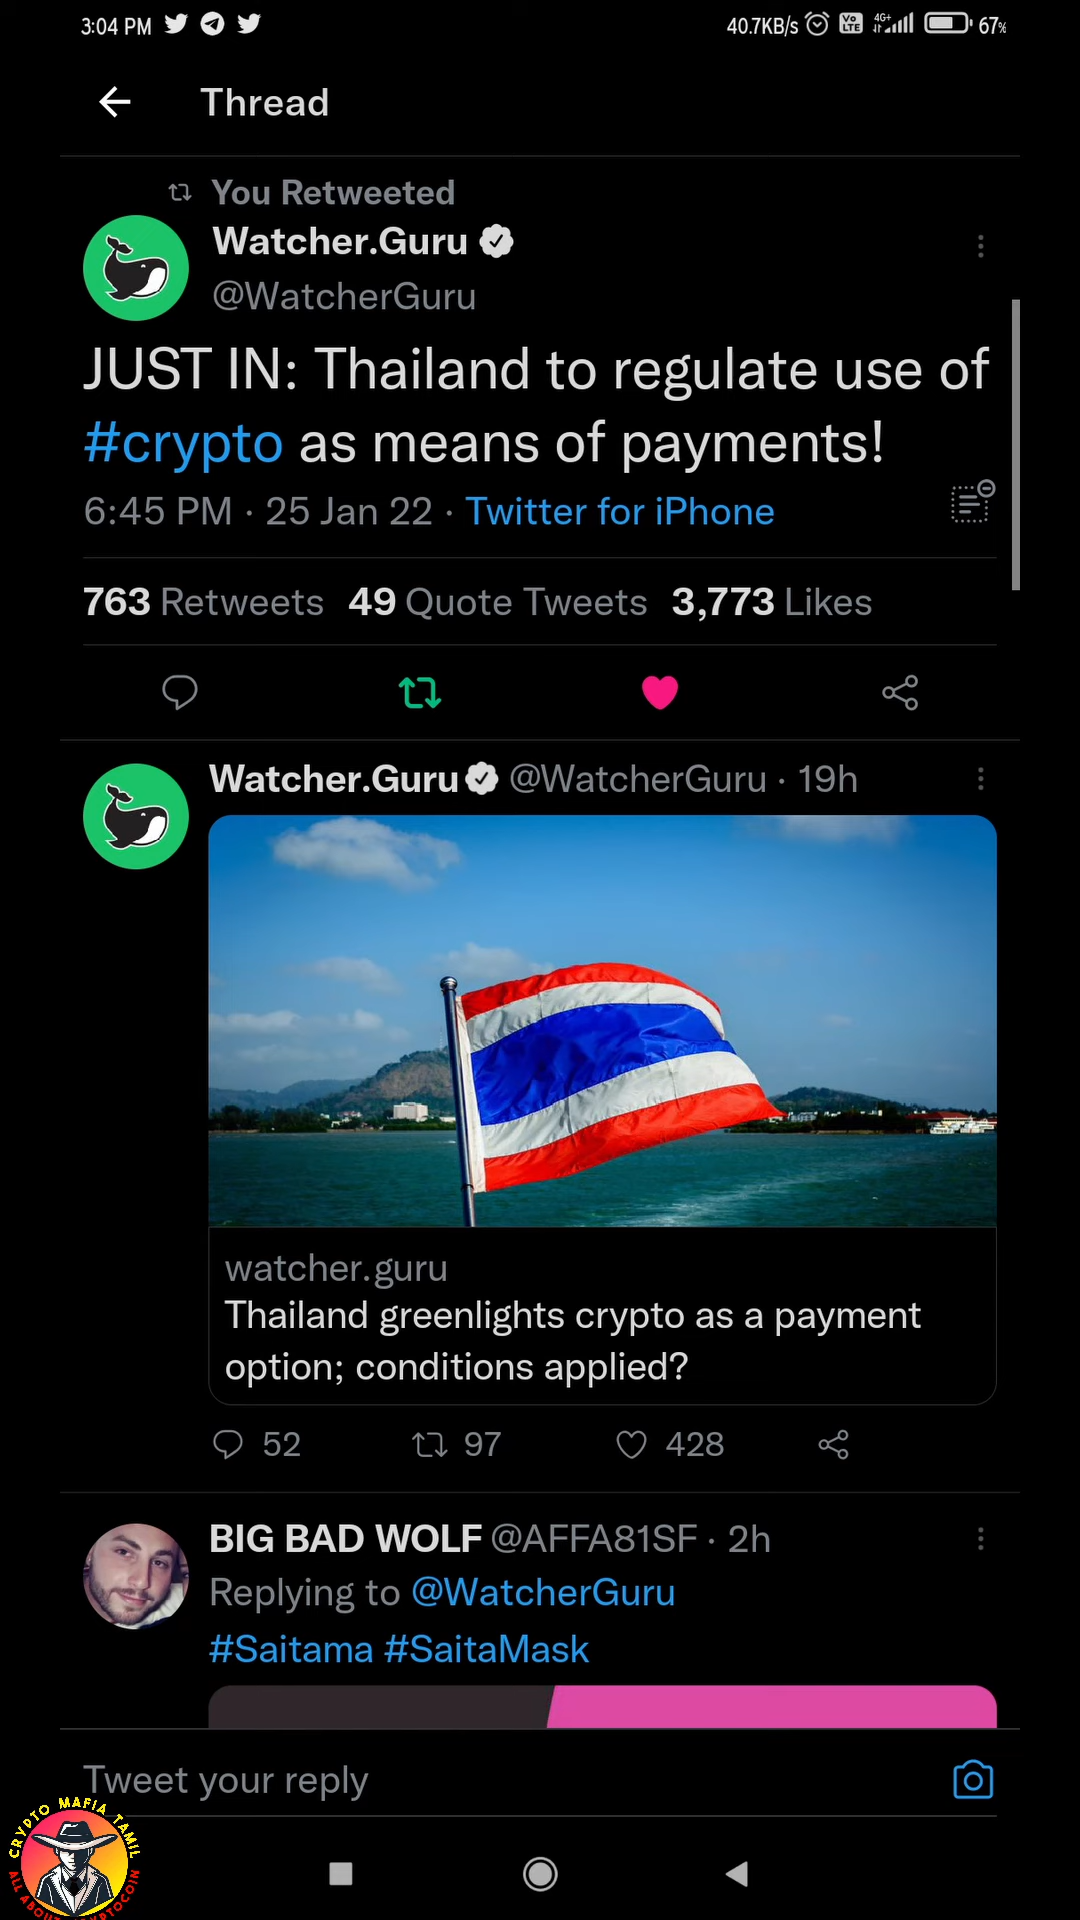 3:04 PM
40.7KB/s Vo LTE 4G+ 67%
Thread
You Retweeted
Watcher.Guru
@WatcherGuru
JUST IN: Thailand to regulate use of
#crypto as means of payments!
6:45 PM · 25 Jan 22 · Twitter for iPhone
763 Retweets 49 Quote Tweets 3,773 Likes
Watcher.Guru @WatcherGuru · 19h
watcher.guru
Thailand greenlights crypto as a payment
option; conditions applied?
52 97 428
BIG BAD WOLF @AFFA81SF · 2h
Replying to @WatcherGuru
#Saitama #SaitaMask
Tweet your reply
CRYPTO MAFIA TAMIL